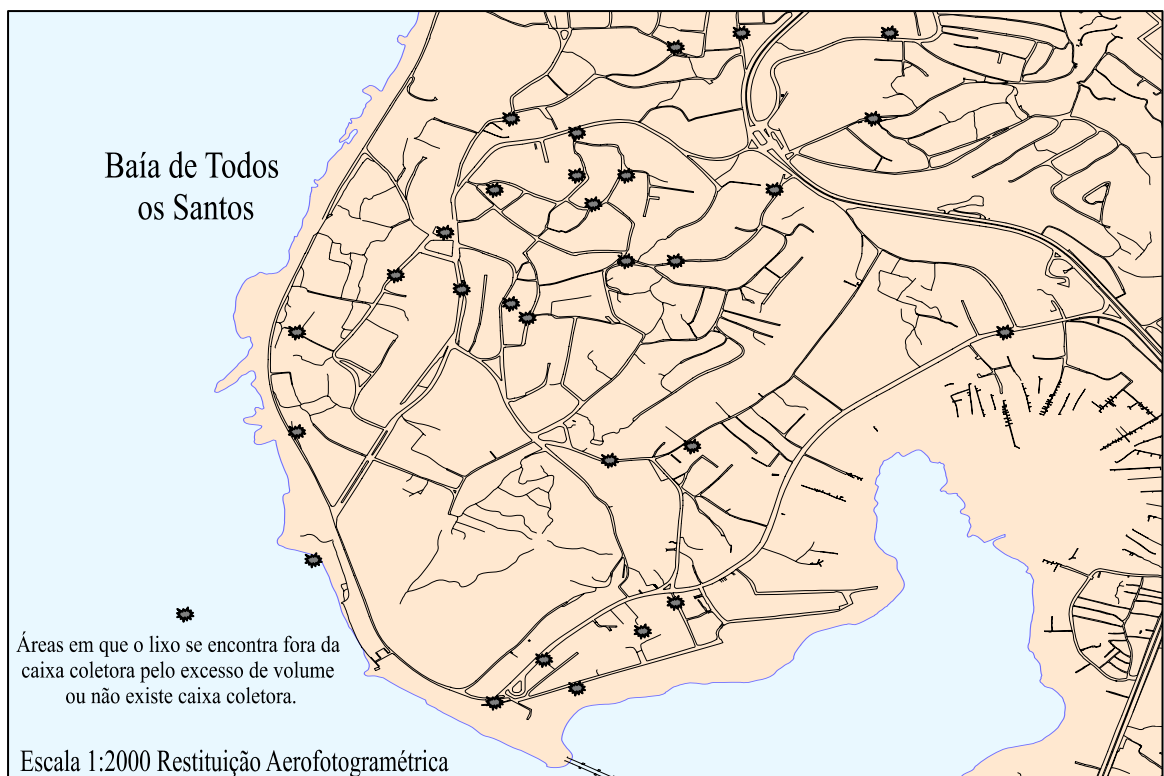 Baía de Todos
os Santos
Áreas em que o lixo se encontra fora da
caixa coletora pelo excesso de volume
ou não existe caixa coletora.
Escala 1:2000 Restituição Aerofotogramétrica